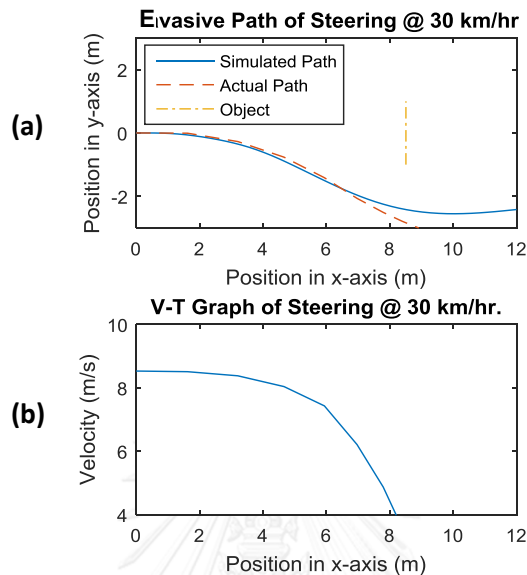 Evasive Path of Steering @ 30 km/hr
(a)
Position in y-axis (m)
2
0
-2
Simulated Path
Actual Path
Object
0 2 4 6 8 10 12
Position in x-axis (m)
V-T Graph of Steering @ 30 km/hr.
(b)
Velocity (m/s)
10
8
6
4
0 2 4 6 8 10 12
Position in x-axis (m)